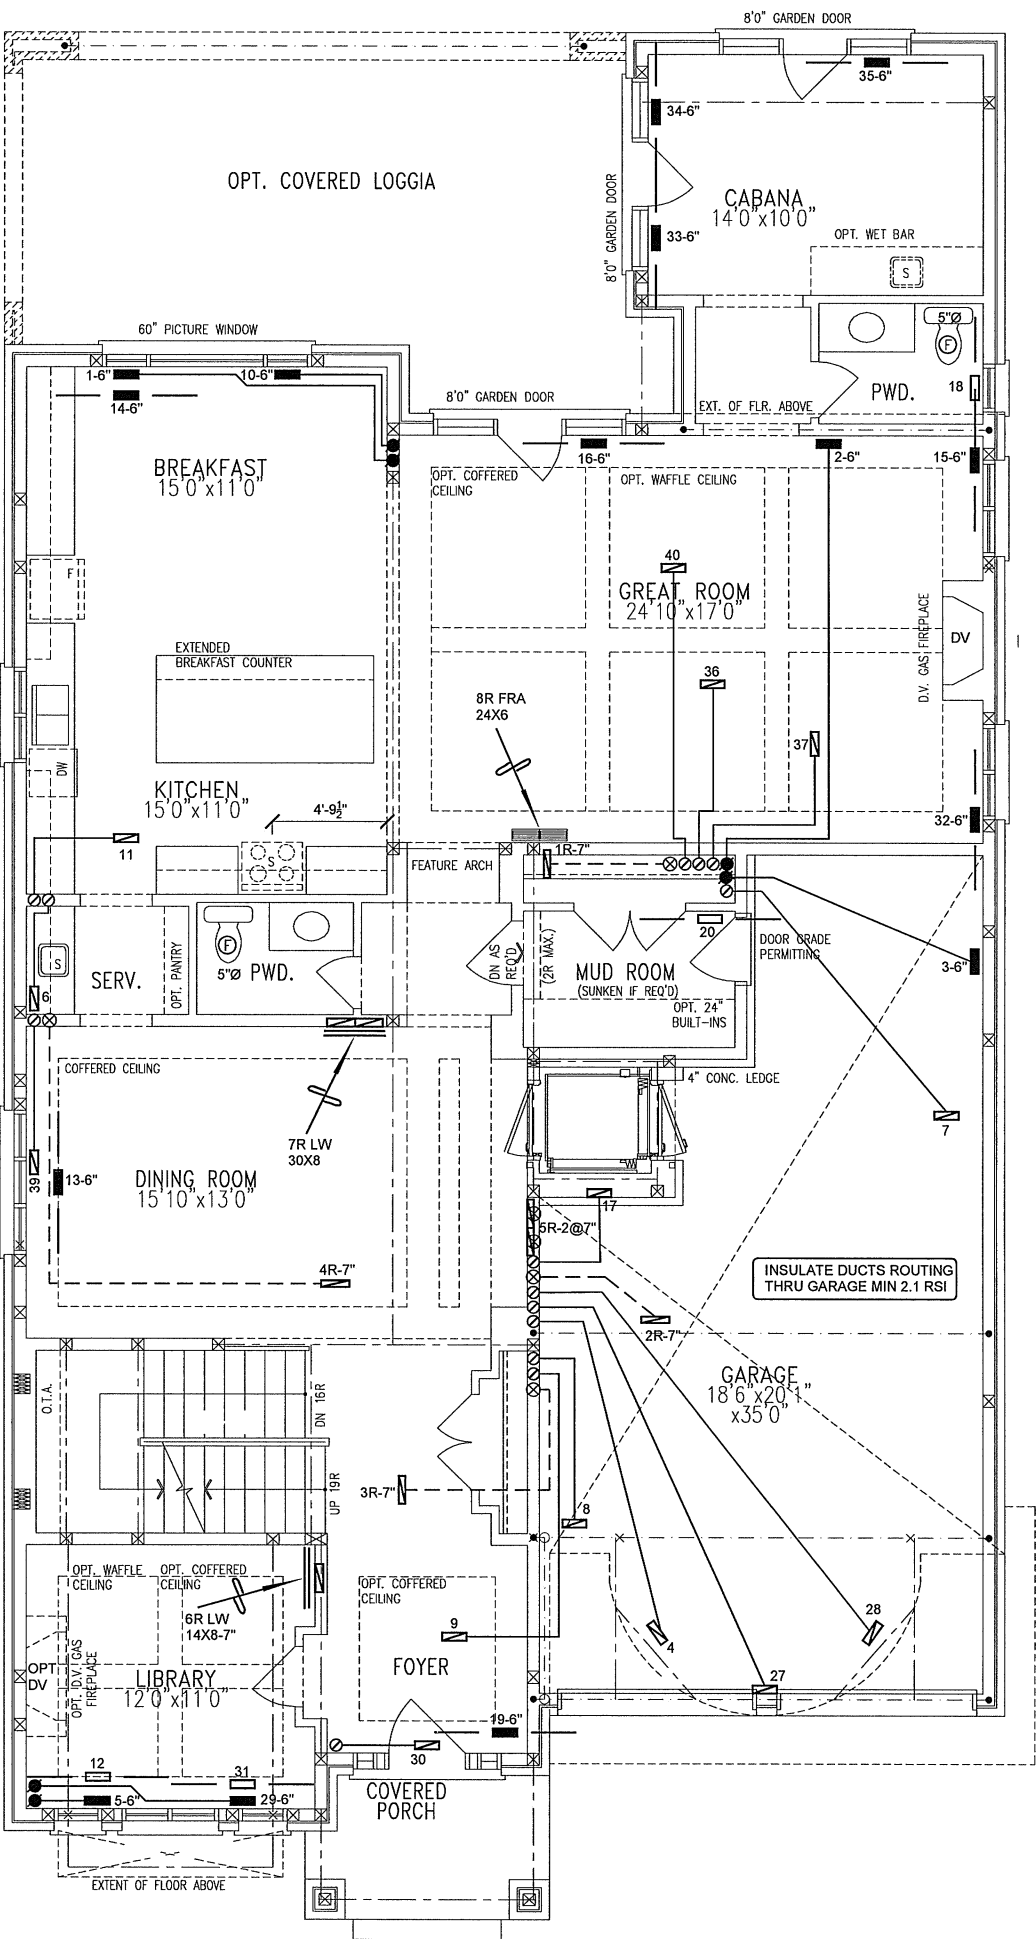 8'0" GARDEN DOOR
35-6"
34-6"
OPT. COVERED LOGGIA
8'0" GARDEN DOOR
CABANA
14'0"x10'0"
33-6"
OPT. WET BAR
S
60" PICTURE WINDOW
5"Ø
F
1-6"
10-6"
18
PWD.
8'0" GARDEN DOOR
EXT. OF FLR. ABOVE
14-6"
16-6"
2-6"
15-6"
BREAKFAST
15'0"x11'0"
OPT. COFFERED
CEILING
OPT. WAFFLE CEILING
40
F
GREAT ROOM
24'10"x17'0"
D.V. GAS FIREPLACE
DV
EXTENDED
BREAKFAST COUNTER
36
8R FRA
24X6
37
DW
KITCHEN
15'0"x11'0"
4'-9½"
32-6"
11
S
FEATURE ARCH
1R-7"
20
DOOR GRADE
PERMITTING
S
SERV.
OPT. PANTRY
F
5"Ø
PWD.
DN AS
REQ'D.
(2R MAX.)
MUD ROOM
(SUNKEN IF REQ'D)
3-6"
6
OPT. 24"
BUILT-INS
COFFERED CEILING
4" CONC. LEDGE
7
7R LW
30X8
39
13-6"
DINING ROOM
15'10"x13'0"
17
5R-2@7"
4R-7"
INSULATE DUCTS ROUTING
THRU GARAGE MIN 2.1 RSI
2R-7"
O.T.A.
DN 16R
GARAGE
18'6"x20'1"
x35'0"
UP 19R
3R-7"
8
OPT. WAFFLE
CEILING
OPT. COFFERED
CEILING
OPT. COFFERED
CEILING
6R LW
14X8-7"
9
4
28
OPT
DV
OPT. D.V. GAS
FIREPLACE
LIBRARY
12'0"x11'0"
FOYER
27
19-6"
30
12
31
5-6"
29-6"
COVERED
PORCH
EXTENT OF FLOOR ABOVE